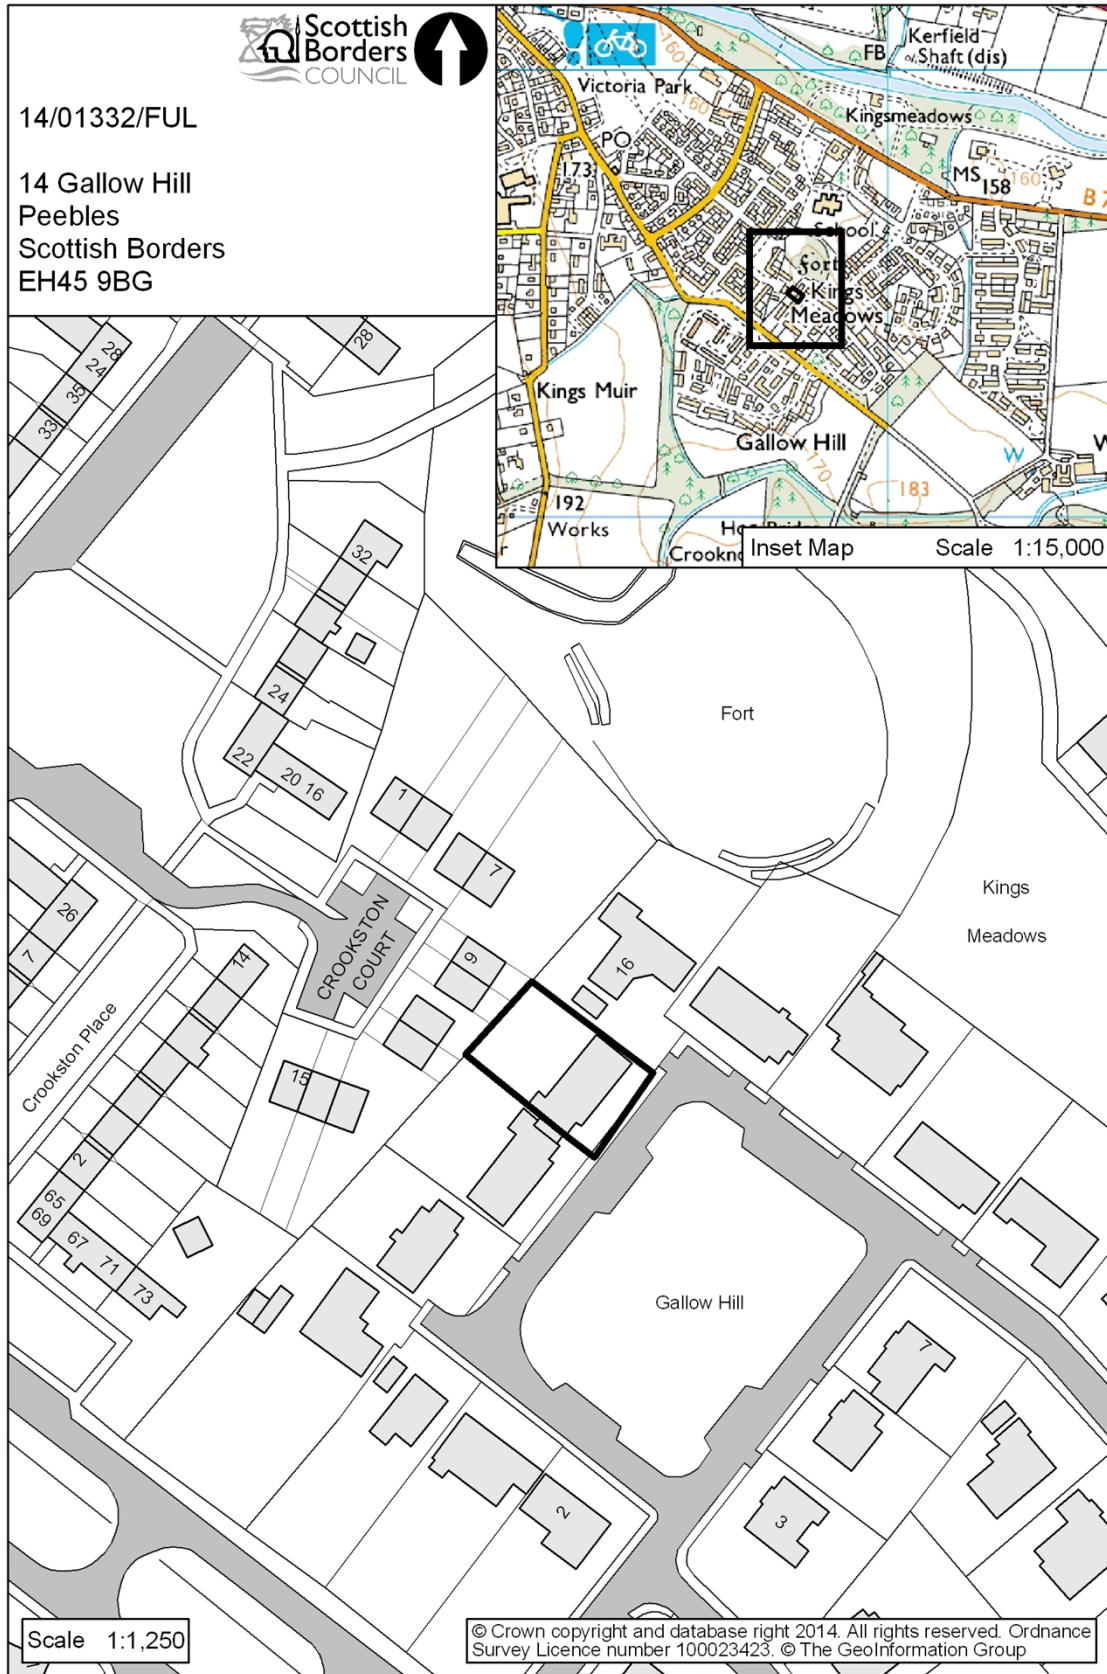 Scottish
Borders
COUNCIL
14/01332/FUL
14 Gallow Hill
Peebles
Scottish Borders
EH45 9BG
Kerfield
Shaft (dis)
FB
160
Victoria Park
160
Kingsmeadows
PO
173
MS
158
160
B 7
School
fort
Kings
Meadows
Kings Muir
Gallow Hill
170
W
W
183
192
Works
r
Crookn
Inset Map Scale 1:15,000
28
28
24
35
33
32
24
22
20 16
1
7
Fort
Kings
Meadows
26
7
14
CROOKSTON
COURT
9
16
Crookston Place
15
2
65
69
67
71
73
Gallow Hill
7
2
3
Scale 1:1,250
© Crown copyright and database right 2014. All rights reserved. Ordnance
Survey Licence number 100023423. © The GeoInformation Group